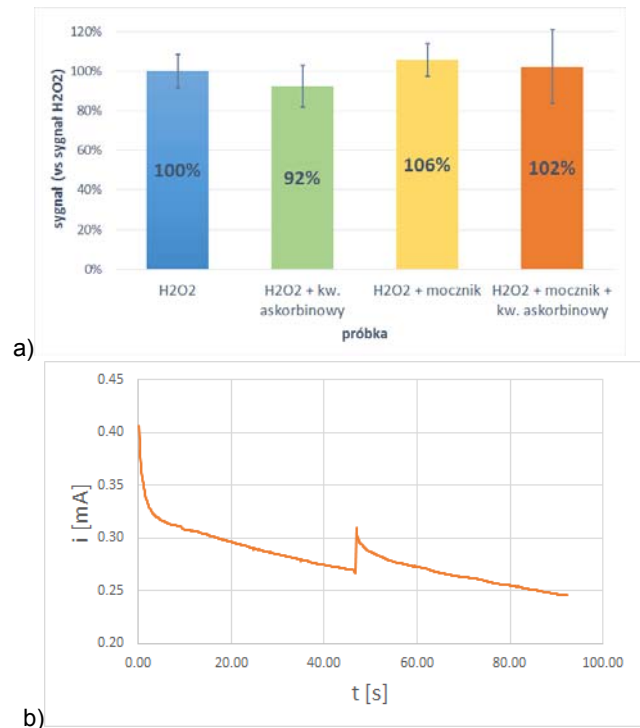 120%
100%
80%
60%
40%
20%
0%
sygnał (vs sygnał H2O2)
100%
92%
106%
102%
H2O2
H2O2 + kw.
askorbinowy
H2O2 + mocznik
H2O2 + mocznik +
kw. askorbinowy
próbka
a)
0.45
0.40
0.35
0.30
0.25
0.20
i [mA]
0.00 20.00 40.00 60.00 80.00 100.00
t [s]
b)